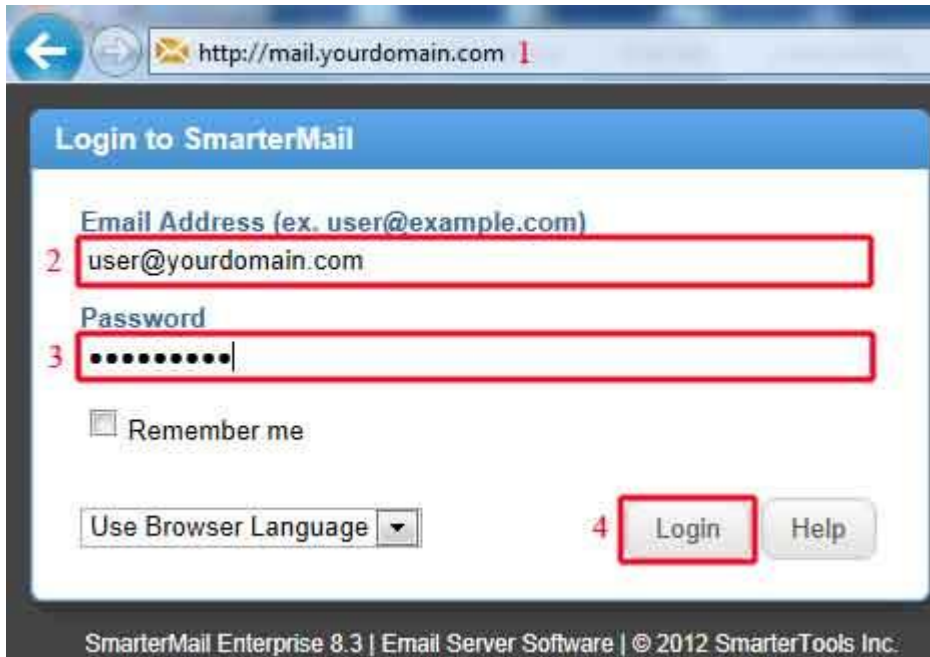 http://mail.yourdomain.com 1
Login to SmarterMail
Email Address (ex. user@example.com)
2 user@yourdomain.com
Password
3 •••••••••
Remember me
Use Browser Language
4 Login Help
SmarterMail Enterprise 8.3 | Email Server Software | © 2012 SmarterTools Inc.